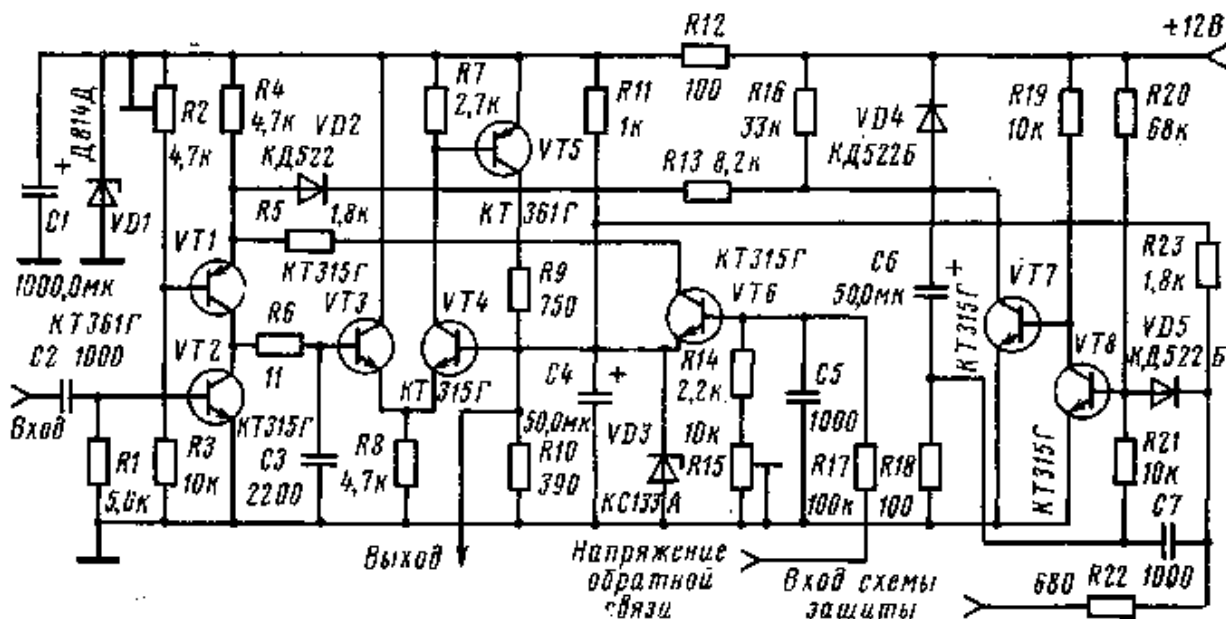 R12
+12В
100
Д814Д
R2
4,7к
R4
4,7к
VD2
КД522
R7
2,7к
VT5
КТ361Г
R11
1к
R16
33к
VD4
КД522Б
R19
10к
R20
68к
R13 8,2к
+
C1
1000,0мк
VD1
VT1
КТ361Г
R5
1,8к
КТ315Г
VT3
R9
750
КТ315Г
VT6
C6
+
50,0мк
VT7
КТ315Г
R23
1,8к
C2 1000
Вход
VT2
КТ315Г
R6
11
VT4
КТ315Г
C4
+
50,0мк
R14
2,2к
C5
1000
VT8
КТ315Г
VD5
КД522Б
R1
5,6к
R3
10к
C3
2200
R8
4,7к
R10
390
VD3
КС133А
10к
R15
R17
100к
R18
100
R21
10к
C7
1000
Выход
Напряжение
обратной
связи
Вход схемы
защиты
680
R22